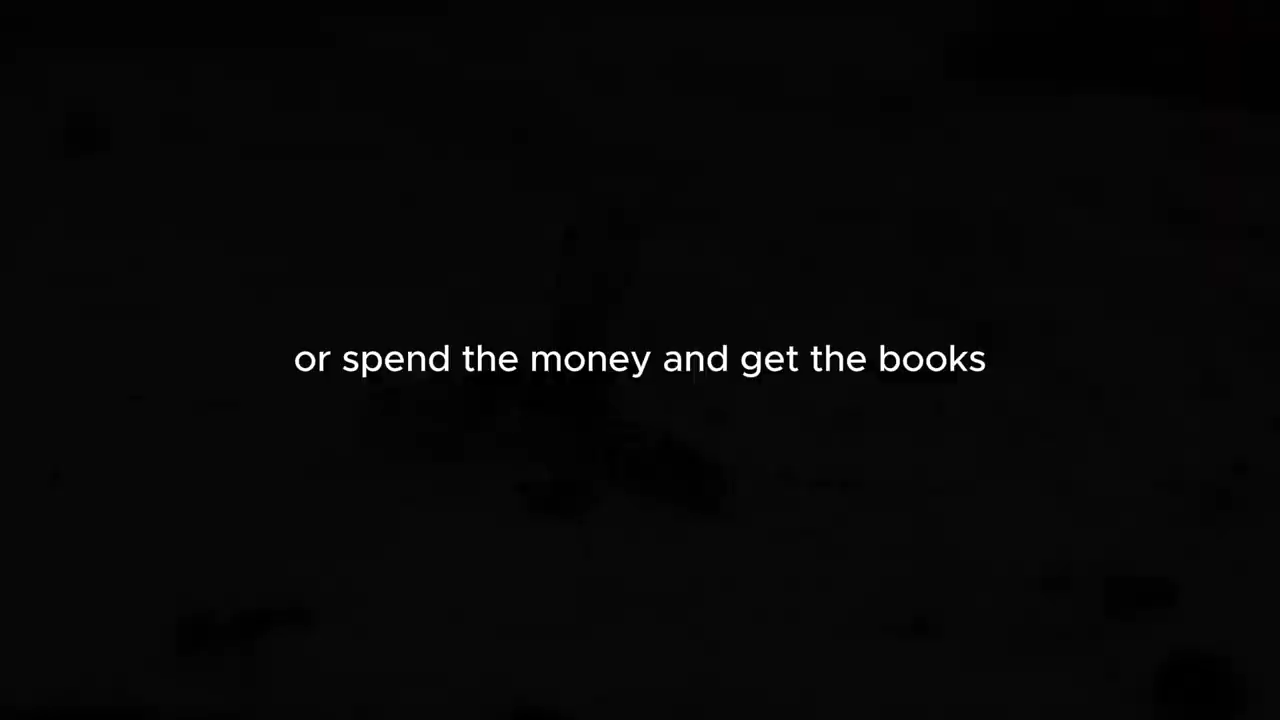 or spend the money and get the books